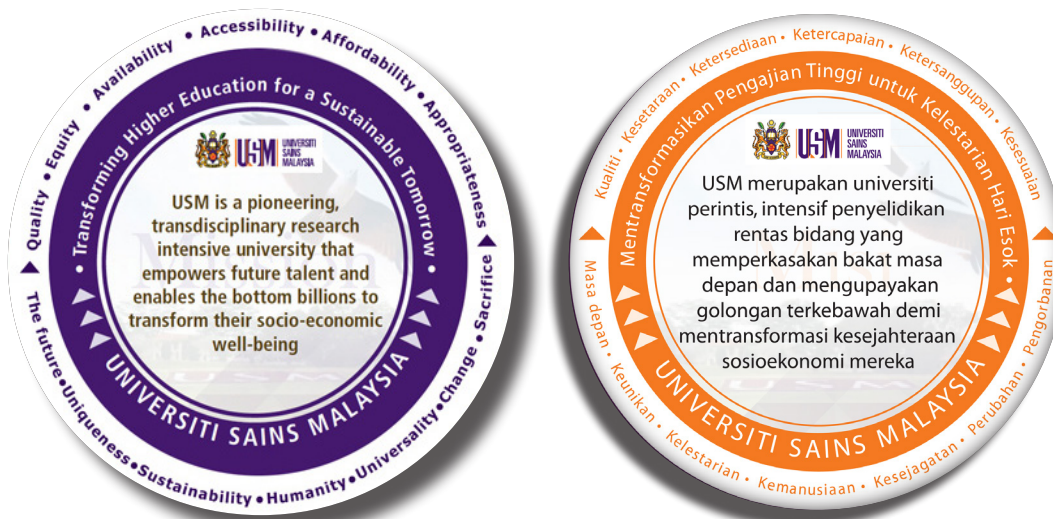 Quality • Equity • Availability • Accessibility • Affordability • Appropriateness
• Transforming Higher Education for a Sustainable Tomorrow •
USM UNIVERSITI
SAINS
MALAYSIA
USM is a pioneering,
transdisciplinary research
intensive university that
empowers future talent and
enables the bottom billions to
transform their socio-economic
well-being
Mission
UNIVERSITI SAINS MALAYSIA
The future • Uniqueness • Sustainability • Humanity • Universality • Change • Sacrifice
Kualiti • Kesetaraan • Ketersediaan • Ketercapaian • Ketersanggupan • Kesesuaian
Mentransformasikan Pengajian Tinggi untuk Kelestarian Hari Esok •
USM UNIVERSITI
SAINS
MALAYSIA
USM merupakan universiti
perintis, intensif penyelidikan
rentas bidang yang
memperkasakan bakat masa
depan dan mengupayakan
golongan terkebawah demi
mentransformasi kesejahteraan
sosioekonomi mereka
UNIVERSITI SAINS MALAYSIA
Masa depan • Keunikan • Kelestarian • Kemanusiaan • Kesejagatan • Perubahan • Pengorbanan